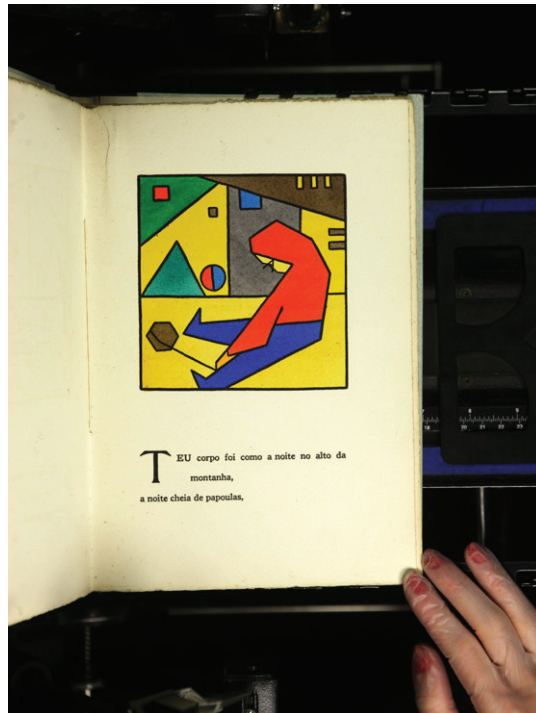 TEU corpo foi como a noite no alto da
montanha,
a noite cheia de papoulas,